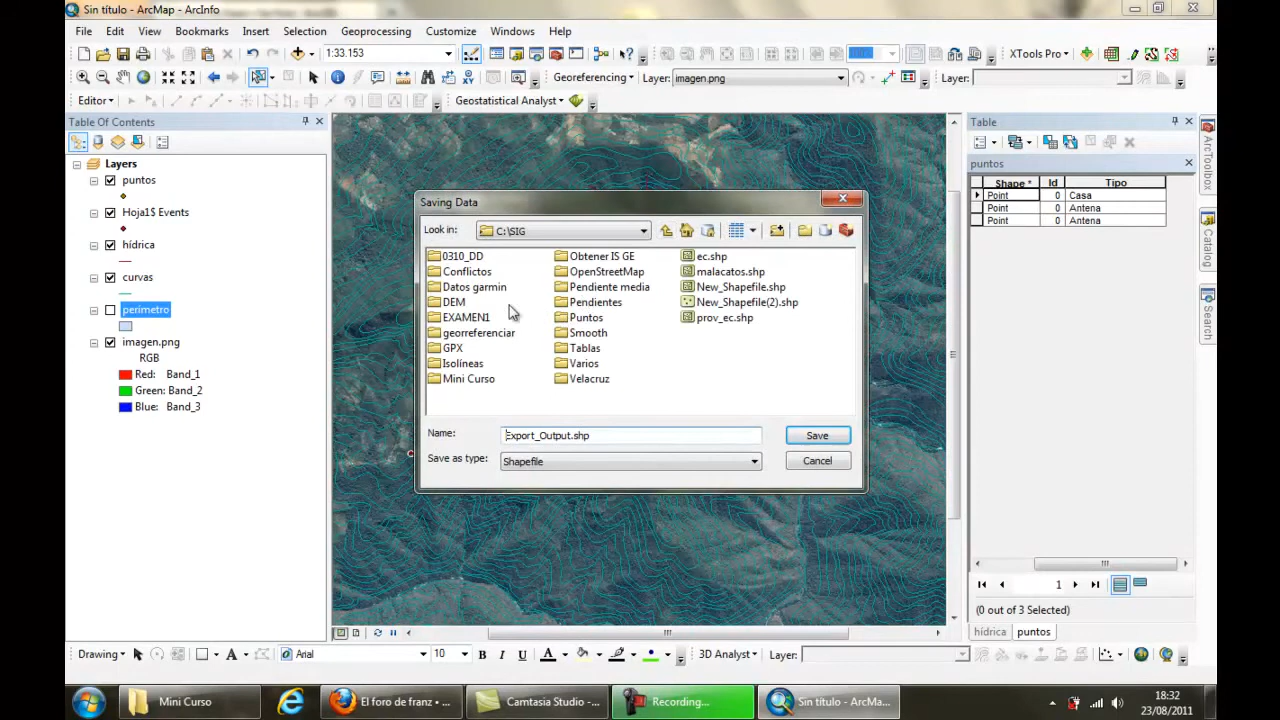 Sin título - ArcMap - ArcInfo
File Edit View Bookmarks Insert Selection Geoprocessing Customize Windows Help
1:33.153
XTools Pro
Georeferencing Layer: imagen.png
Layer:
Editor
Geostatistical Analyst
Table Of Contents
Layers
puntos
Hoja1$ Events
hídrica
curvas
perímetro
imagen.png
RGB
Red: Band_1
Green: Band_2
Blue: Band_3
Saving Data
Look in: C:\SIG
0310_DD
Conflictos
Datos garmin
DEM
EXAMEN1
georreferenciar
GPX
Isolíneas
Mini Curso
Obtener IS GE
OpenStreetMap
Pendiente media
Pendientes
Puntos
Smooth
Tablas
Varios
Velacruz
ec.shp
malacatos.shp
New_Shapefile.shp
New_Shapefile(2).shp
prov_ec.shp
Name: Export_Output.shp
Save
Save as type: Shapefile
Cancel
Table
puntos
Shape * Id Tipo
Point 0 Casa
Point 0 Antena
Point 0 Antena
1
(0 out of 3 Selected)
hídrica puntos
ArcToolbox
Catalog
Search
Drawing Arial 10 B I U A 3D Analyst Layer:
Mini Curso
El foro de franz • ...
Camtasia Studio -...
Recording...
Sin título - ArcMa...
18:32
23/08/2011